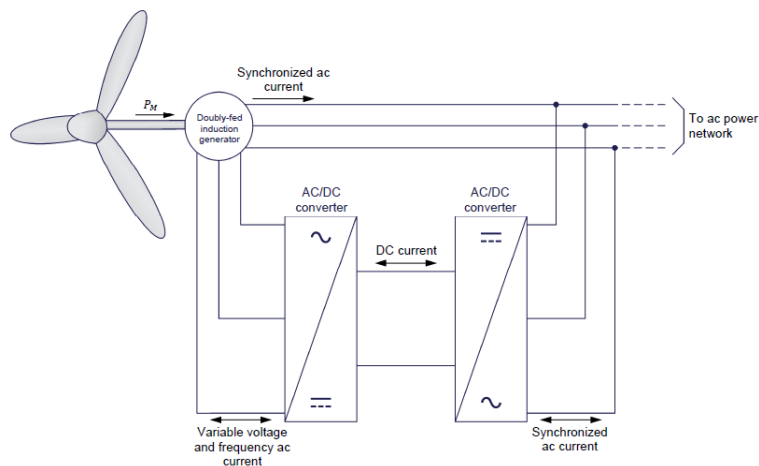 Synchronized ac
current
P_M
Doubly-fed
induction
generator
To ac power
network
AC/DC
converter
AC/DC
converter
DC current
Variable voltage
and frequency ac
current
Synchronized
ac current